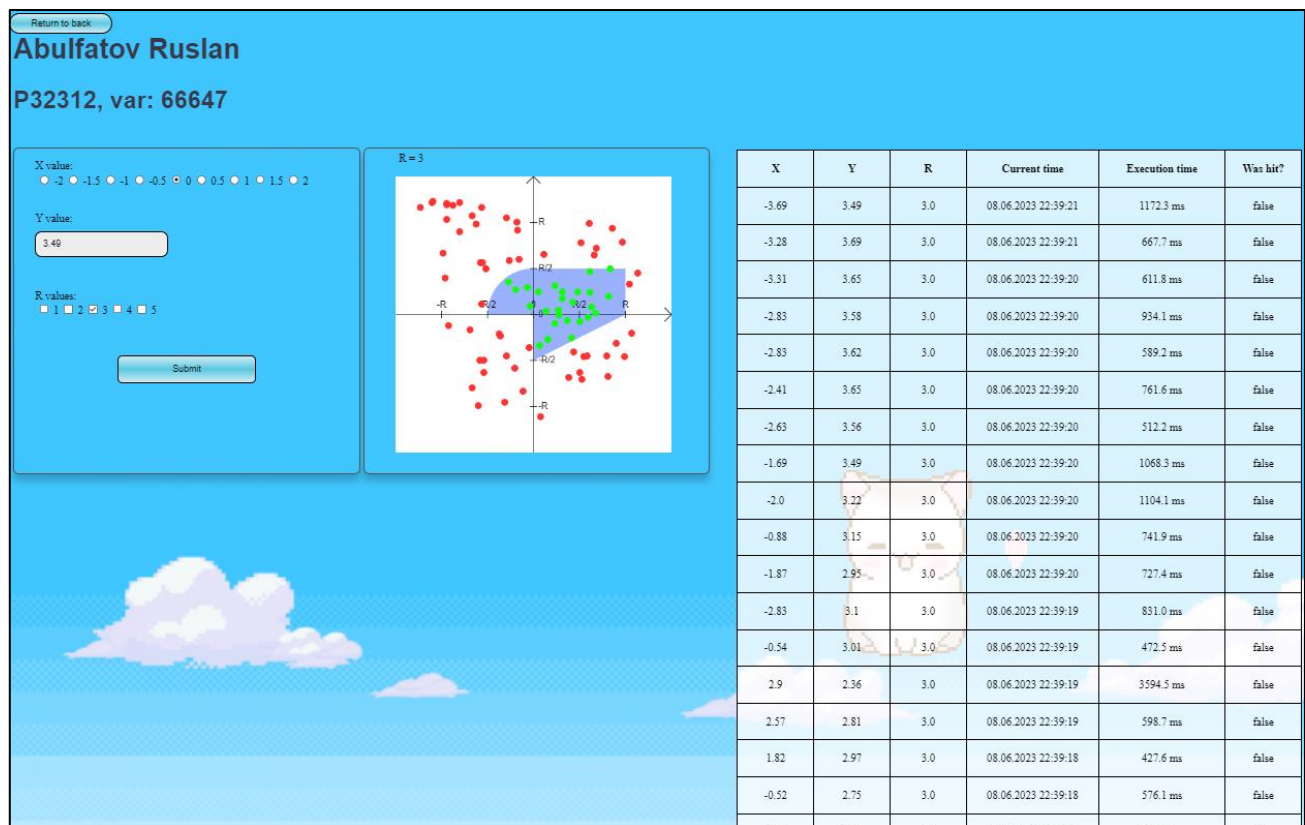 Return to back
Abulfatov Ruslan
P32312, var: 66647
X value:
-2 -1.5 -1 -0.5 0 0.5 1 1.5 2
Y value:
3.49
R values:
1 2 3 4 5
Submit
R = 3
R
R/2
-R -R/2 0 R/2 R
0
-R/2
-R
X Y R Current time Execution time Was hit?
-3.69 3.49 3.0 08.06.2023 22:39:21 1172.3 ms false
-3.28 3.69 3.0 08.06.2023 22:39:21 667.7 ms false
-3.31 3.65 3.0 08.06.2023 22:39:20 611.8 ms false
-2.83 3.58 3.0 08.06.2023 22:39:20 934.1 ms false
-2.83 3.62 3.0 08.06.2023 22:39:20 589.2 ms false
-2.41 3.65 3.0 08.06.2023 22:39:20 761.6 ms false
-2.63 3.56 3.0 08.06.2023 22:39:20 512.2 ms false
-1.69 3.49 3.0 08.06.2023 22:39:20 1068.3 ms false
-2.0 3.22 3.0 08.06.2023 22:39:20 1104.1 ms false
-0.88 3.15 3.0 08.06.2023 22:39:20 741.9 ms false
-1.87 2.95 3.0 08.06.2023 22:39:20 727.4 ms false
-2.83 3.1 3.0 08.06.2023 22:39:19 831.0 ms false
-0.54 3.01 3.0 08.06.2023 22:39:19 472.5 ms false
2.9 2.36 3.0 08.06.2023 22:39:19 3594.5 ms false
2.57 2.81 3.0 08.06.2023 22:39:19 598.7 ms false
1.82 2.97 3.0 08.06.2023 22:39:18 427.6 ms false
-0.52 2.75 3.0 08.06.2023 22:39:18 576.1 ms false